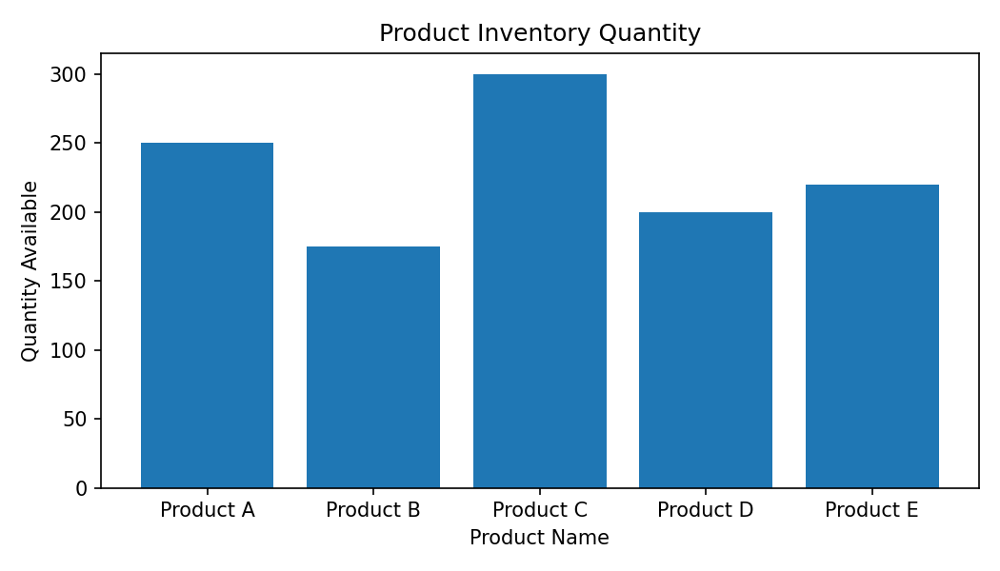 Product Inventory Quantity
Quantity Available
300
250
200
150
100
50
0
Product A Product B Product C Product D Product E
Product Name